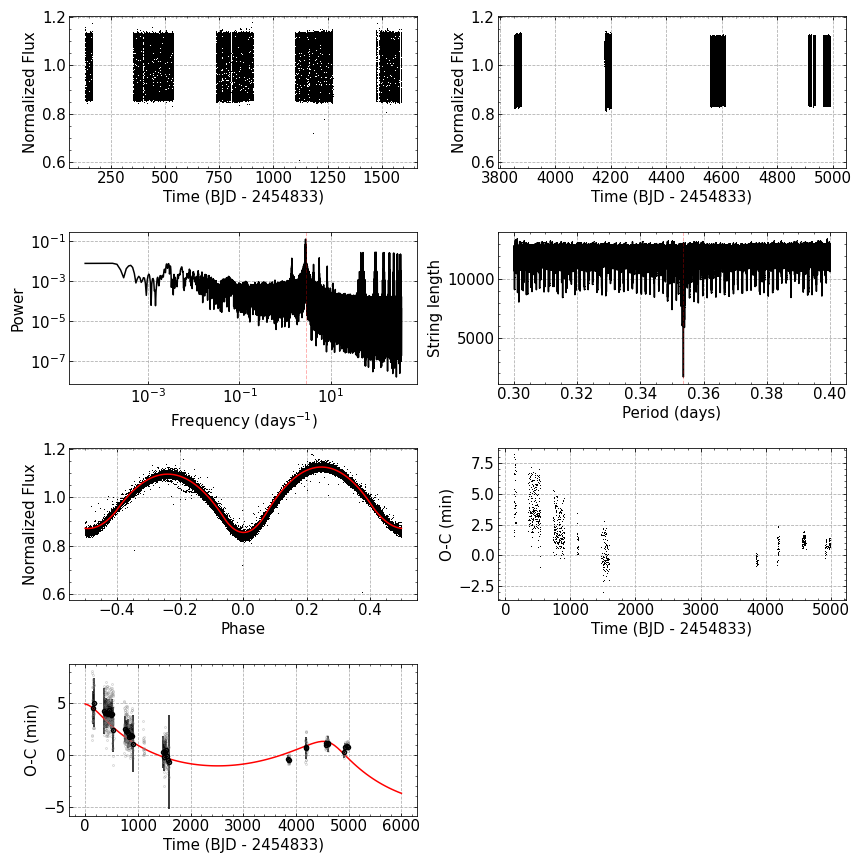 1.2
1.0
0.8
0.6
Normalized Flux
250 500 750 1000 1250 1500
Time (BJD - 2454833)
1.2
1.0
0.8
0.6
Normalized Flux
3800 4000 4200 4400 4600 4800 5000
Time (BJD - 2454833)
10⁻¹
10⁻³
10⁻⁵
10⁻⁷
Power
10⁻³ 10⁻¹ 10¹
Frequency (days⁻¹)
10000
5000
String length
0.30 0.32 0.34 0.36 0.38 0.40
Period (days)
1.2
1.0
0.8
0.6
Normalized Flux
−0.4 −0.2 0.0 0.2 0.4
Phase
7.5
5.0
2.5
0.0
−2.5
O-C (min)
0 1000 2000 3000 4000 5000
Time (BJD - 2454833)
5
0
−5
O-C (min)
0 1000 2000 3000 4000 5000 6000
Time (BJD - 2454833)